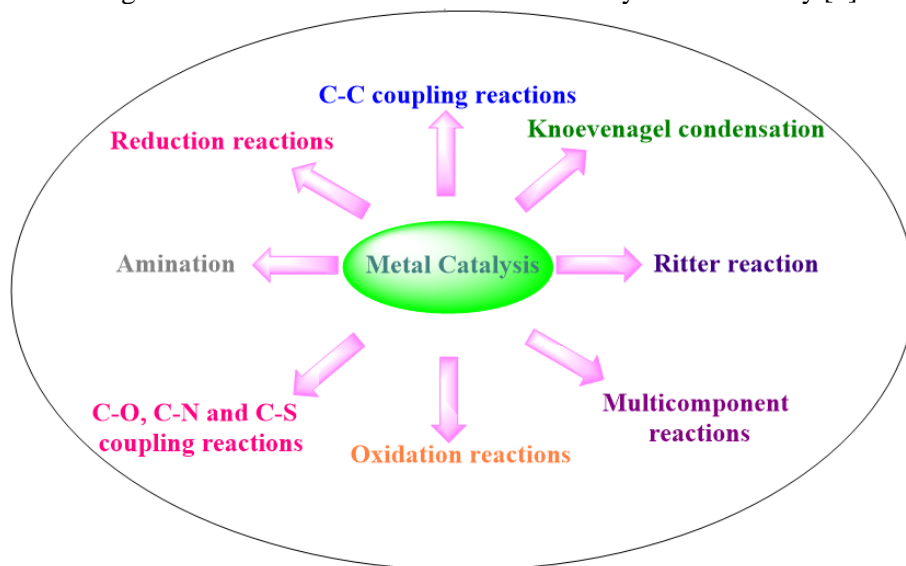 C-C coupling reactions
Knoevenagel condensation
Reduction reactions
Amination
Metal Catalysis
Ritter reaction
C-O, C-N and C-S
coupling reactions
Multicomponent
reactions
Oxidation reactions